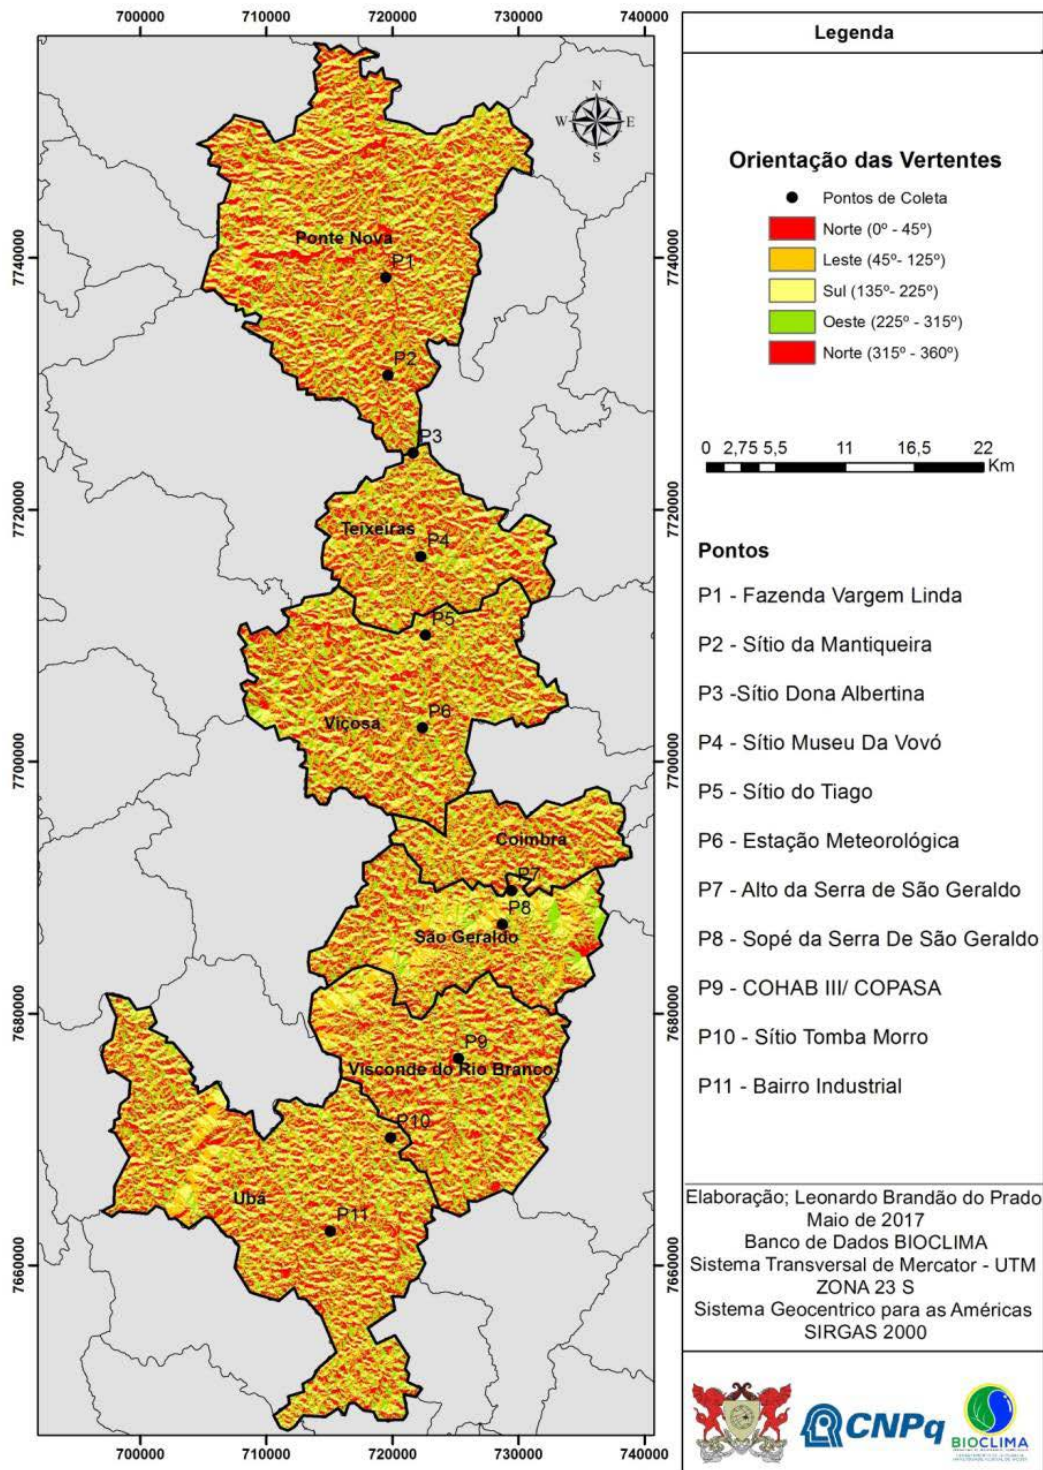 700000 710000 720000 730000 740000
7740000
7720000
7700000
7680000
7660000
N
W E
S
Ponte Nova
P1
P2
P3
Teixeiras
P4
P5
Viçosa
P6
Coimbra
P7
P8
São Geraldo
P9
Visconde do Rio Branco
P10
Ubá
P11
7740000
7720000
7700000
7680000
7660000
700000 710000 720000 730000 740000
Legenda
Orientação das Vertentes
Pontos de Coleta
Norte (0º - 45º)
Leste (45º- 125º)
Sul (135º- 225º)
Oeste (225º - 315º)
Norte (315º - 360º)
0 2,75 5,5 11 16,5 22
Km
Pontos
P1 - Fazenda Vargem Linda
P2 - Sítio da Mantiqueira
P3 -Sítio Dona Albertina
P4 - Sítio Museu Da Vovó
P5 - Sítio do Tiago
P6 - Estação Meteorológica
P7 - Alto da Serra de São Geraldo
P8 - Sopé da Serra De São Geraldo
P9 - COHAB III/ COPASA
P10 - Sítio Tomba Morro
P11 - Bairro Industrial
Elaboração; Leonardo Brandão do Prado
Maio de 2017
Banco de Dados BIOCLIMA
Sistema Transversal de Mercator - UTM
ZONA 23 S
Sistema Geocentrico para as Américas
SIRGAS 2000
CNPq
BIOCLIMA